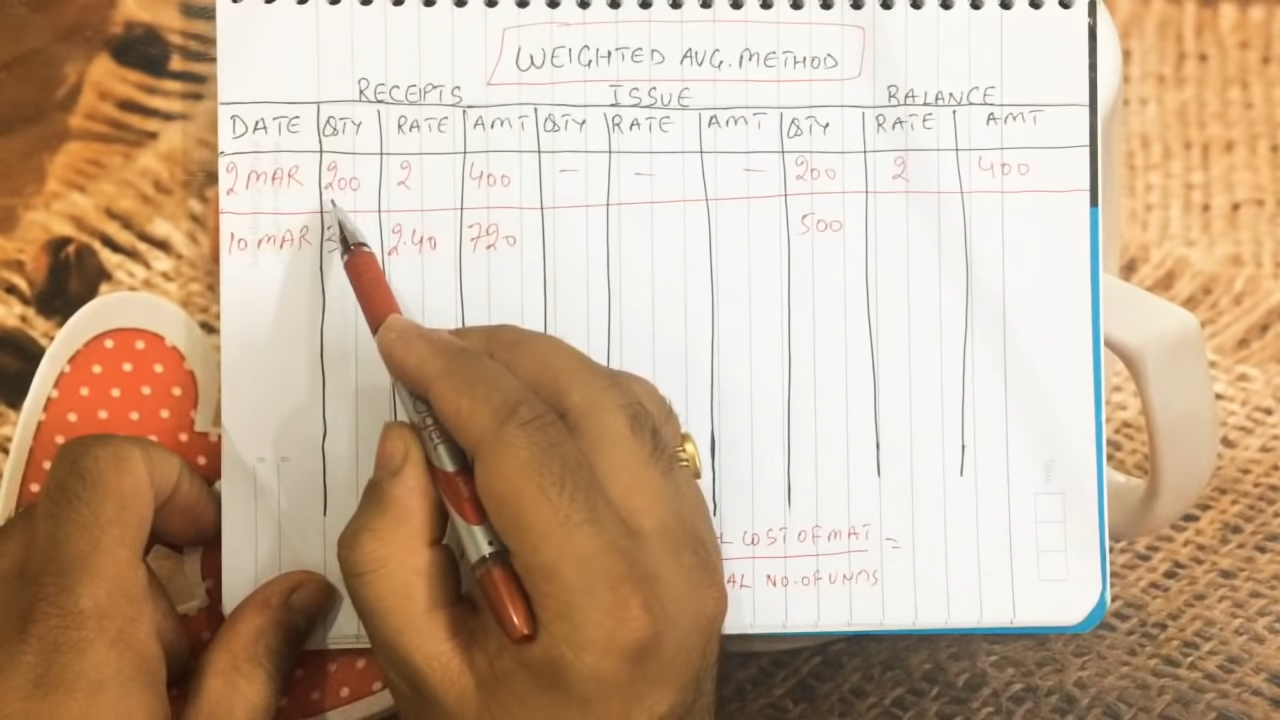 WEIGHTED AVG. METHOD
RECEIPTS ISSUE BALANCE
DATE QTY RATE AMT QTY RATE AMT QTY RATE AMT
2 MAR 200 2 400 - - - 200 2 400
10 MAR 2.40 720 500
COST OF MAT =
NO. OF UNITS